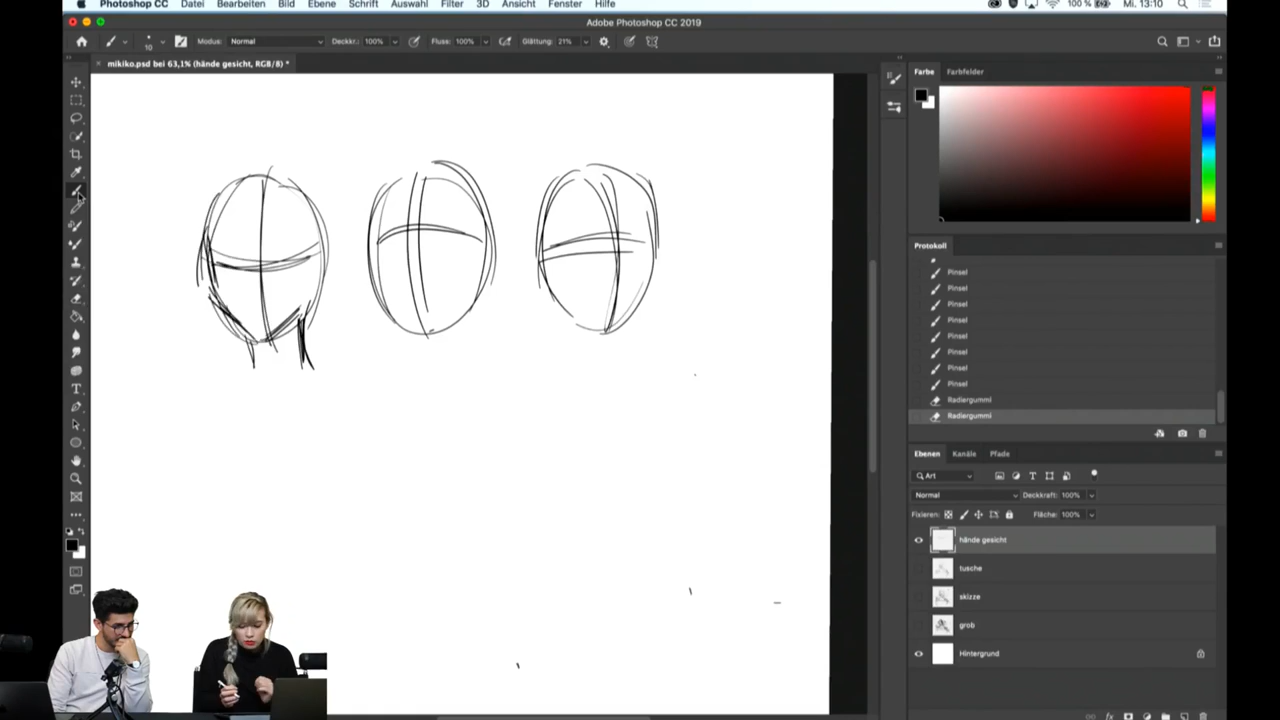 Photoshop CC Datei Bearbeiten Bild Ebene Schrift Auswahl Filter 3D Ansicht Fenster Hilfe 100 % Mi. 13:10
Adobe Photoshop CC 2019
10 Modus: Normal Deckkr.: 100% Fluss: 100% Glättung: 21%
× mikiko.psd bei 63,1% (hände gesicht, RGB/8) *
Farbe Farbfelder
Protokoll
Pinsel
Pinsel
Pinsel
Pinsel
Pinsel
Pinsel
Pinsel
Pinsel
Radiergummi
Radiergummi
Ebenen Kanäle Pfade
Art
Normal Deckkraft: 100%
Fixieren: Fläche: 100%
hände gesicht
tusche
skizze
grob
Hintergrund
fx